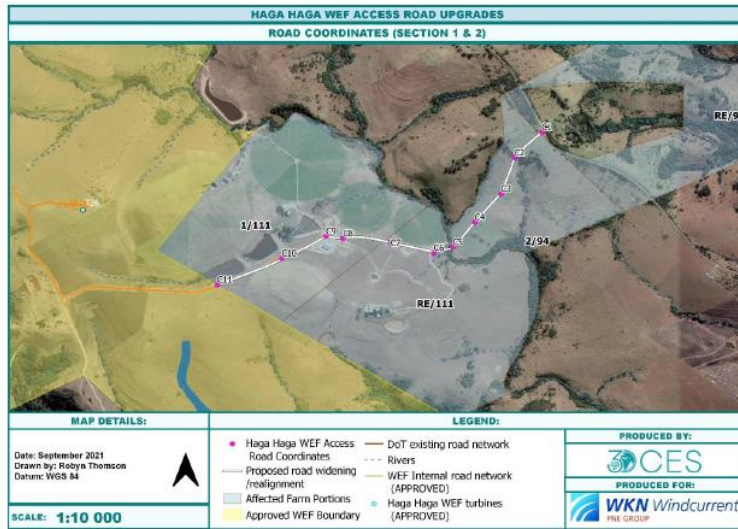 HAGA HAGA WEF ACCESS ROAD UPGRADES
ROAD COORDINATES (SECTION 1 & 2)
RE/9
C2
C3
C4
2/94
C5
C6
C7
C8
C9
1/111
C10
C11
RE/111
MAP DETAILS:
Date: September 2021
Drawn by: Robyn Thomson
Datum: WGS 84
SCALE: 1:10 000
LEGEND:
Haga Haga WEF Access
Road Coordinates
Proposed road widening
/realignment
Affected Farm Portions
Approved WEF Boundary
DoT existing road network
Rivers
WEF Internal road network
(APPROVED)
Haga Haga WEF turbines
(APPROVED)
PRODUCED BY:
CES
PRODUCED FOR:
WKN Windcurrent
PNE GROUP